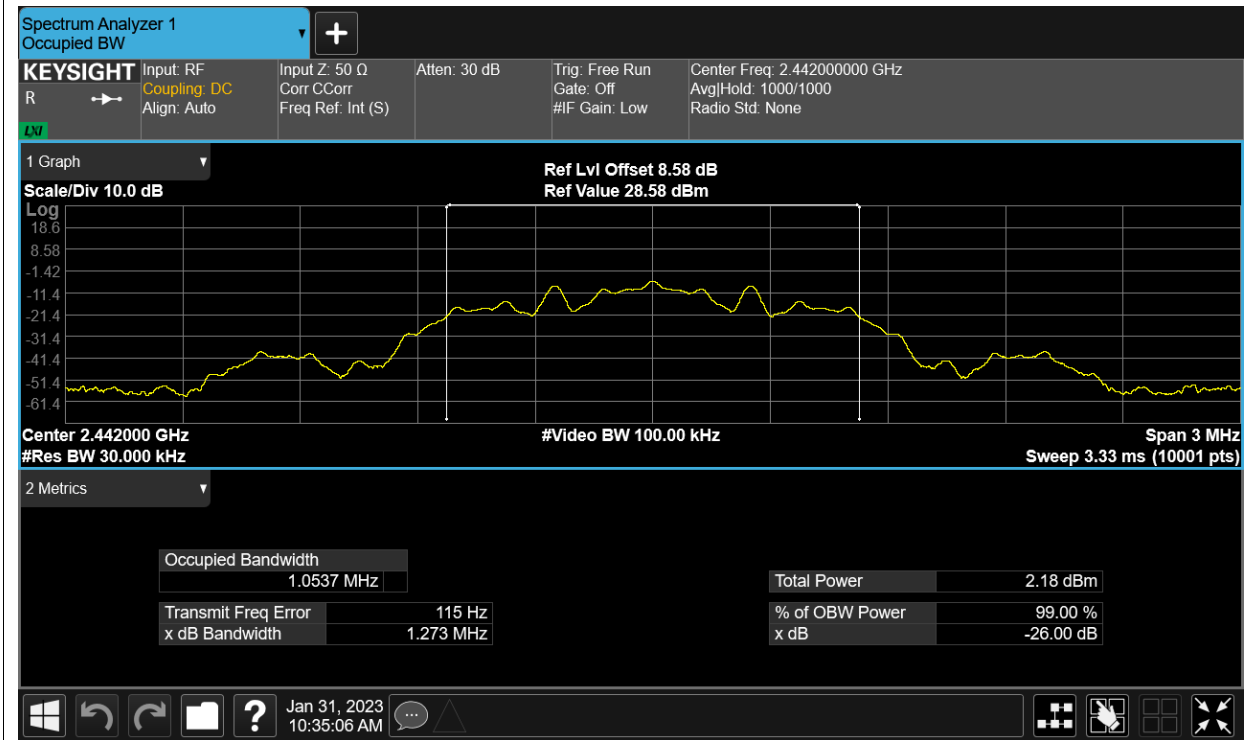 Spectrum Analyzer 1
Occupied BW
KEYSIGHT
R
LXI
Input: RF
Coupling: DC
Align: Auto
Input Z: 50 Ω
Corr CCorr
Freq Ref: Int (S)
Atten: 30 dB
Trig: Free Run
Gate: Off
#IF Gain: Low
Center Freq: 2.442000000 GHz
Avg|Hold: 1000/1000
Radio Std: None
1 Graph
Scale/Div 10.0 dB
Ref Lvl Offset 8.58 dB
Ref Value 28.58 dBm
Log
18.6
8.58
-1.42
-11.4
-21.4
-31.4
-41.4
-51.4
-61.4
Center 2.442000 GHz
#Video BW 100.00 kHz
Span 3 MHz
#Res BW 30.000 kHz
Sweep 3.33 ms (10001 pts)
2 Metrics
Occupied Bandwidth
1.0537 MHz
Total Power 2.18 dBm
Transmit Freq Error 115 Hz
% of OBW Power 99.00 %
x dB Bandwidth 1.273 MHz
x dB -26.00 dB
?
Jan 31, 2023
10:35:06 AM